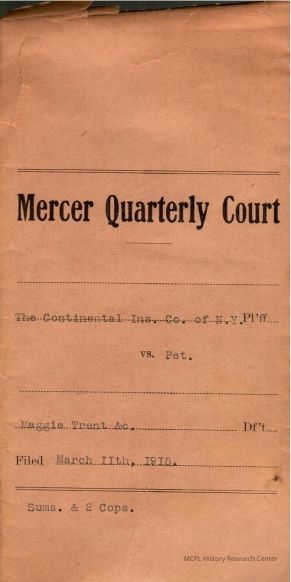 Mercer Quarterly Court
The Continental Ins. Co. of N.Y. Pl'ff
vs. Pet.
Maggie Trent &c. Df't
Filed March 11th, 1915.
Sums. & 2 Cops.
MCPL History Research Center